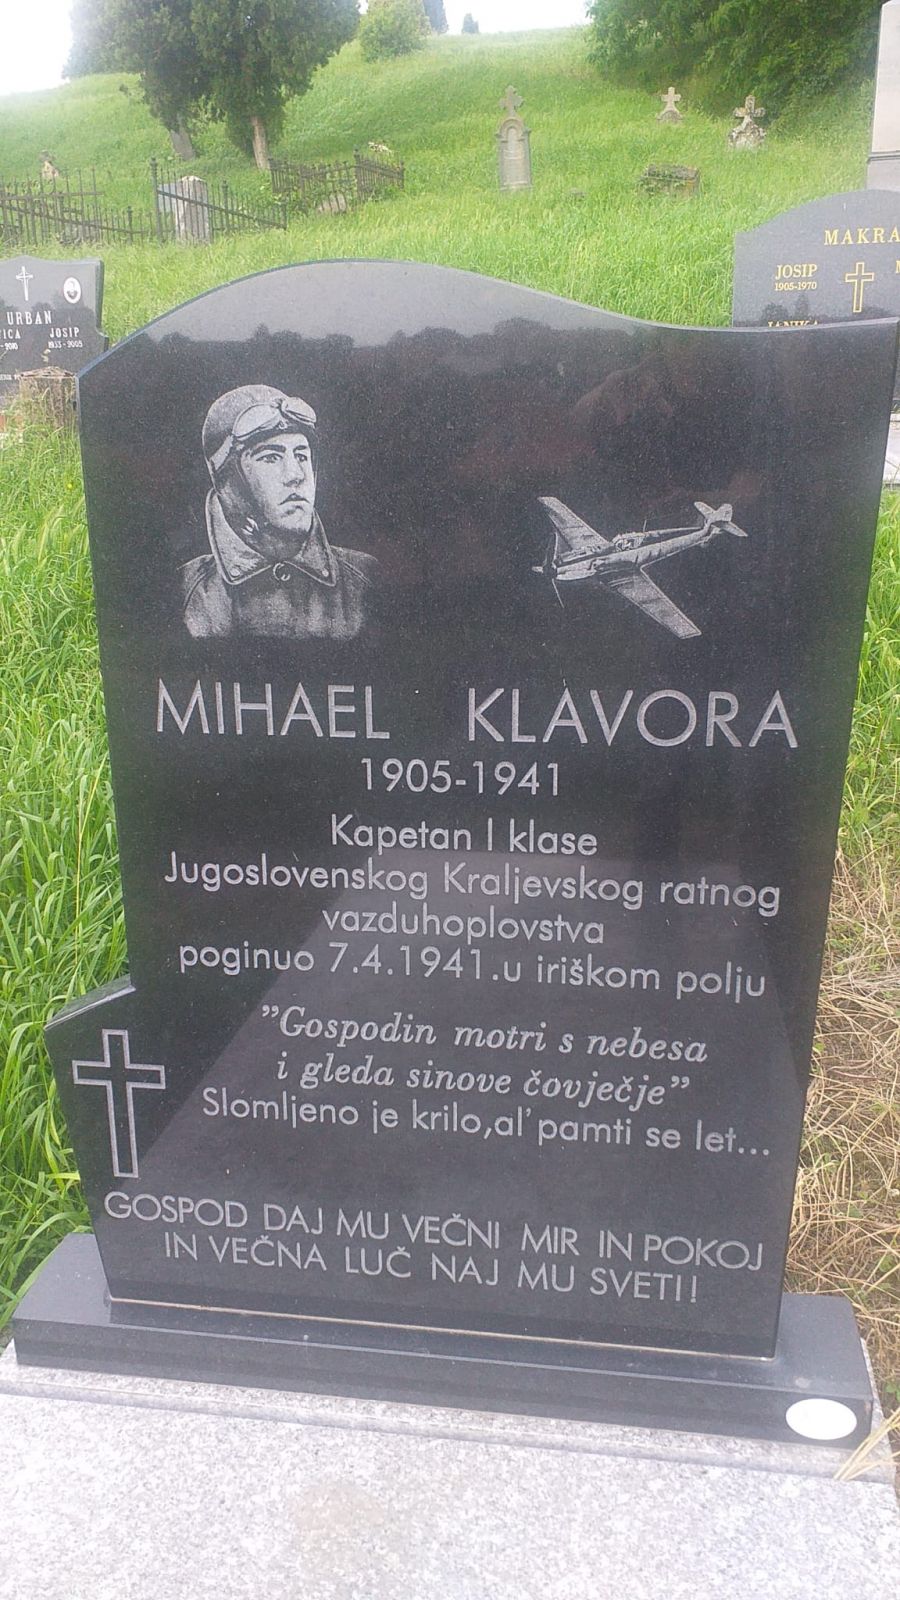 MAKRA
JOSIP
1905-1970
URBAN
JOSIP
1933-2005
MIHAEL KLAVORA
1905-1941
Kapetan I klase
Jugoslovenskog Kraljevskog ratnog
vazduhoplovstva
poginuo 7.4.1941.u iriškom polju
"Gospodin motri s nebesa
i gleda sinove čovječje"
Slomljeno je krilo,al' pamti se let...
GOSPOD DAJ MU VEČNI MIR IN POKOJ
IN VEČNA LUČ NAJ MU SVETI!